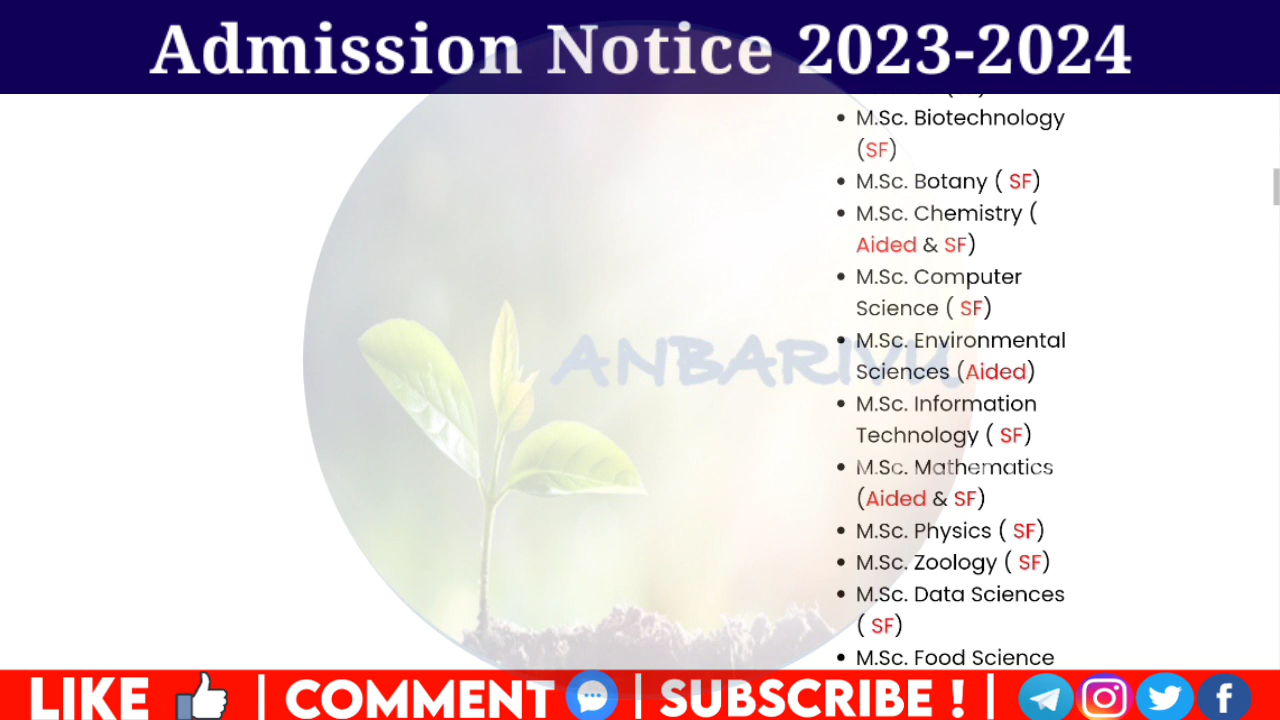 Admission Notice 2023-2024
M.Sc. Biotechnology
(SF)
M.Sc. Botany ( SF)
M.Sc. Chemistry (
Aided & SF)
M.Sc. Computer
Science ( SF)
M.Sc. Environmental
Sciences (Aided)
M.Sc. Information
Technology ( SF)
M.Sc. Mathematics
(Aided & SF)
M.Sc. Physics ( SF)
M.Sc. Zoology ( SF)
M.Sc. Data Sciences
( SF)
M.Sc. Food Science
ANBARIVU
LIKE | COMMENT | SUBSCRIBE ! |